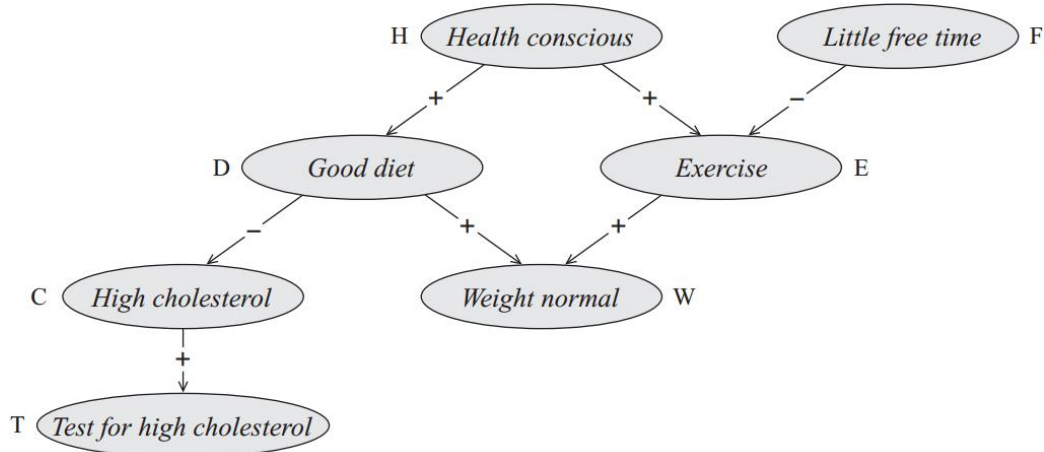 H Health conscious Little free time F
+ + −
D Good diet Exercise E
− + +
C High cholesterol Weight normal W
+
T Test for high cholesterol